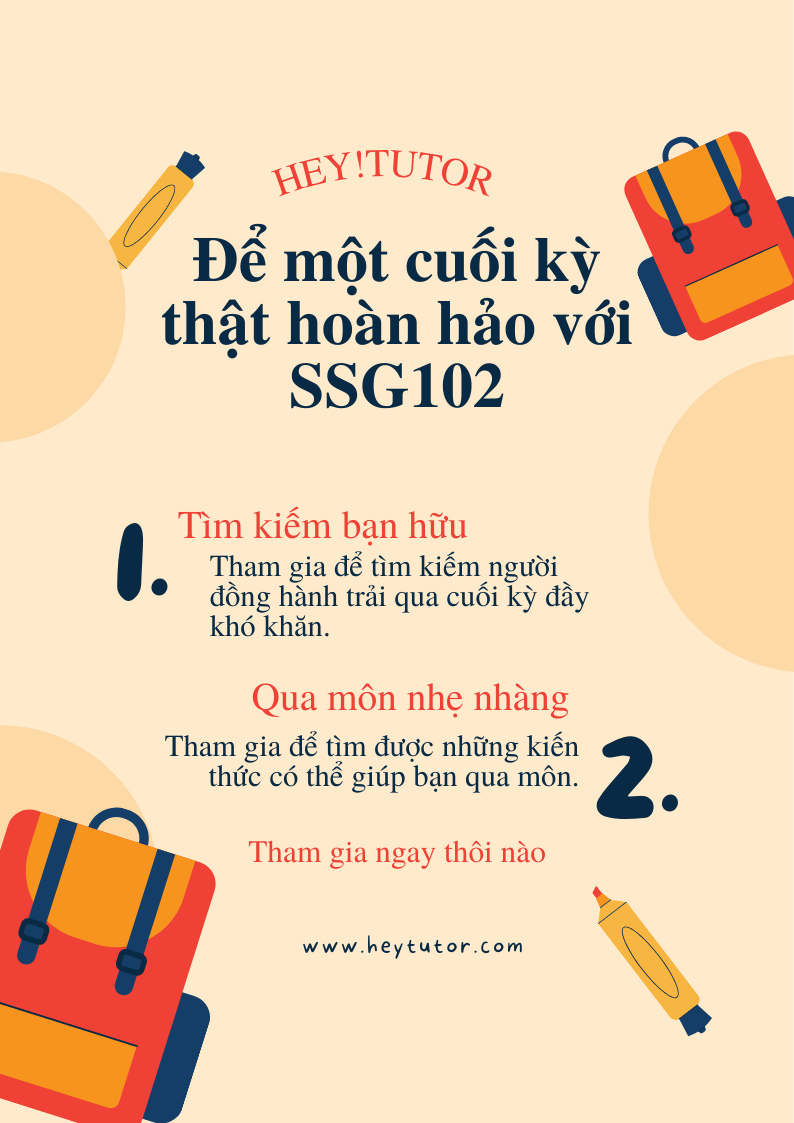 HEY!TUTOR
Để một cuối kỳ
thật hoàn hảo với
SSG102
1.
Tìm kiếm bạn hữu
Tham gia để tìm kiếm người
đồng hành trải qua cuối kỳ đầy
khó khăn.
Qua môn nhẹ nhàng
Tham gia để tìm được những kiến
thức có thể giúp bạn qua môn.
2.
Tham gia ngay thôi nào
www.heytutor.com